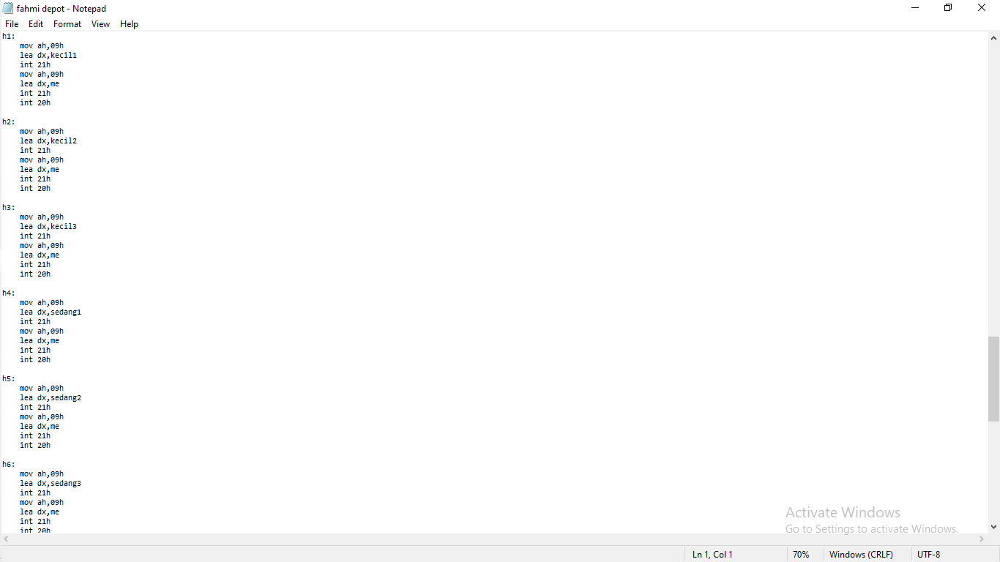 fahmi depot - Notepad
File Edit Format View Help
h1:
mov ah,09h
lea dx,kecil1
int 21h
mov ah,09h
lea dx,me
int 21h
int 20h
h2:
mov ah,09h
lea dx,kecil2
int 21h
mov ah,09h
lea dx,me
int 21h
int 20h
h3:
mov ah,09h
lea dx,kecil3
int 21h
mov ah,09h
lea dx,me
int 21h
int 20h
h4:
mov ah,09h
lea dx,sedang1
int 21h
mov ah,09h
lea dx,me
int 21h
int 20h
h5:
mov ah,09h
lea dx,sedang2
int 21h
mov ah,09h
lea dx,me
int 21h
int 20h
h6:
mov ah,09h
lea dx,sedang3
int 21h
mov ah,09h
lea dx,me
int 21h
int 20h
Activate Windows
Go to Settings to activate Windows.
Ln 1, Col 1 70% Windows (CRLF) UTF-8